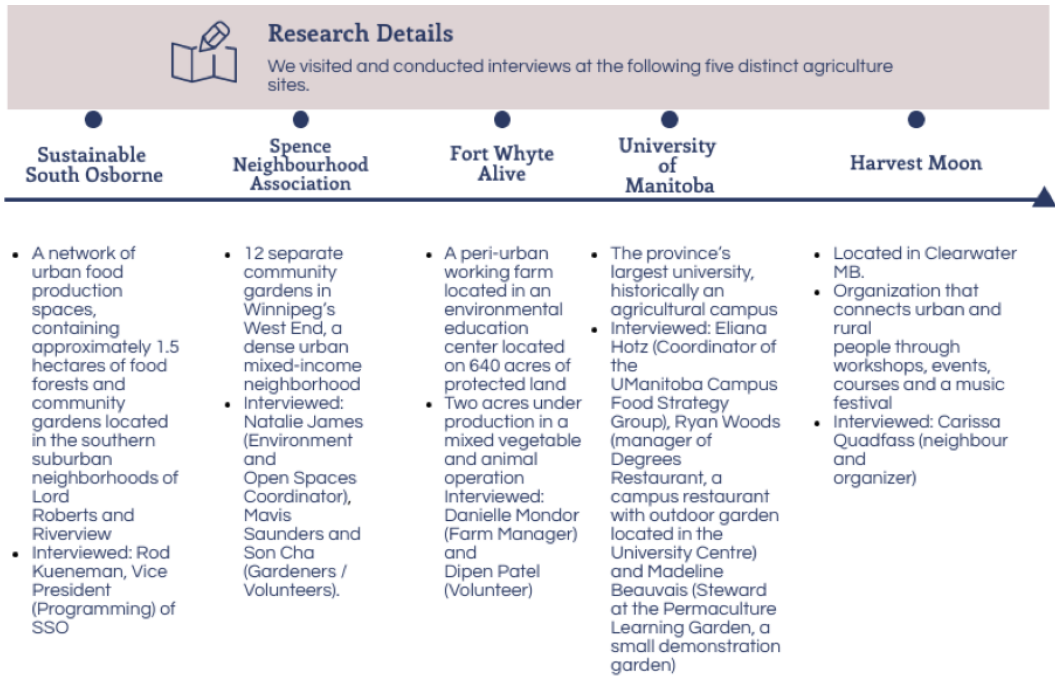 Research Details
We visited and conducted interviews at the following five distinct agriculture
sites.
Sustainable
South Osborne
Spence
Neighbourhood
Association
Fort Whyte
Alive
University
of
Manitoba
Harvest Moon
• A network of
urban food
production
spaces,
containing
approximately 1.5
hectares of food
forests and
community
gardens located
in the southern
suburban
neighborhoods of
Lord
Roberts and
Riverview
• Interviewed: Rod
Kueneman, Vice
President
(Programming) of
SSO
• 12 separate
community
gardens in
Winnipeg's
West End, a
dense urban
mixed-income
neighborhood
• Interviewed:
Natalie James
(Environment
and
Open Spaces
Coordinator),
Mavis
Saunders and
Son Cha
(Gardeners /
Volunteers).
• A peri-urban
working farm
located in an
environmental
education
center located
on 640 acres of
protected land
• Two acres under
production in a
mixed vegetable
and animal
operation
Interviewed:
Danielle Mondor
(Farm Manager)
and
Dipen Patel
(Volunteer)
• The province's
largest university,
historically an
agricultural campus
• Interviewed: Eliana
Hotz (Coordinator of
the
UManitoba Campus
Food Strategy
Group), Ryan Woods
(manager of
Degrees
Restaurant, a
campus restaurant
with outdoor garden
located in the
University Centre)
and Madeline
Beauvais (Steward
at the Permaculture
Learning Garden, a
small demonstration
garden)
• Located in Clearwater
MB.
• Organization that
connects urban and
rural
people through
workshops, events,
courses and a music
festival
• Interviewed: Carissa
Quadfass (neighbour
and
organizer)